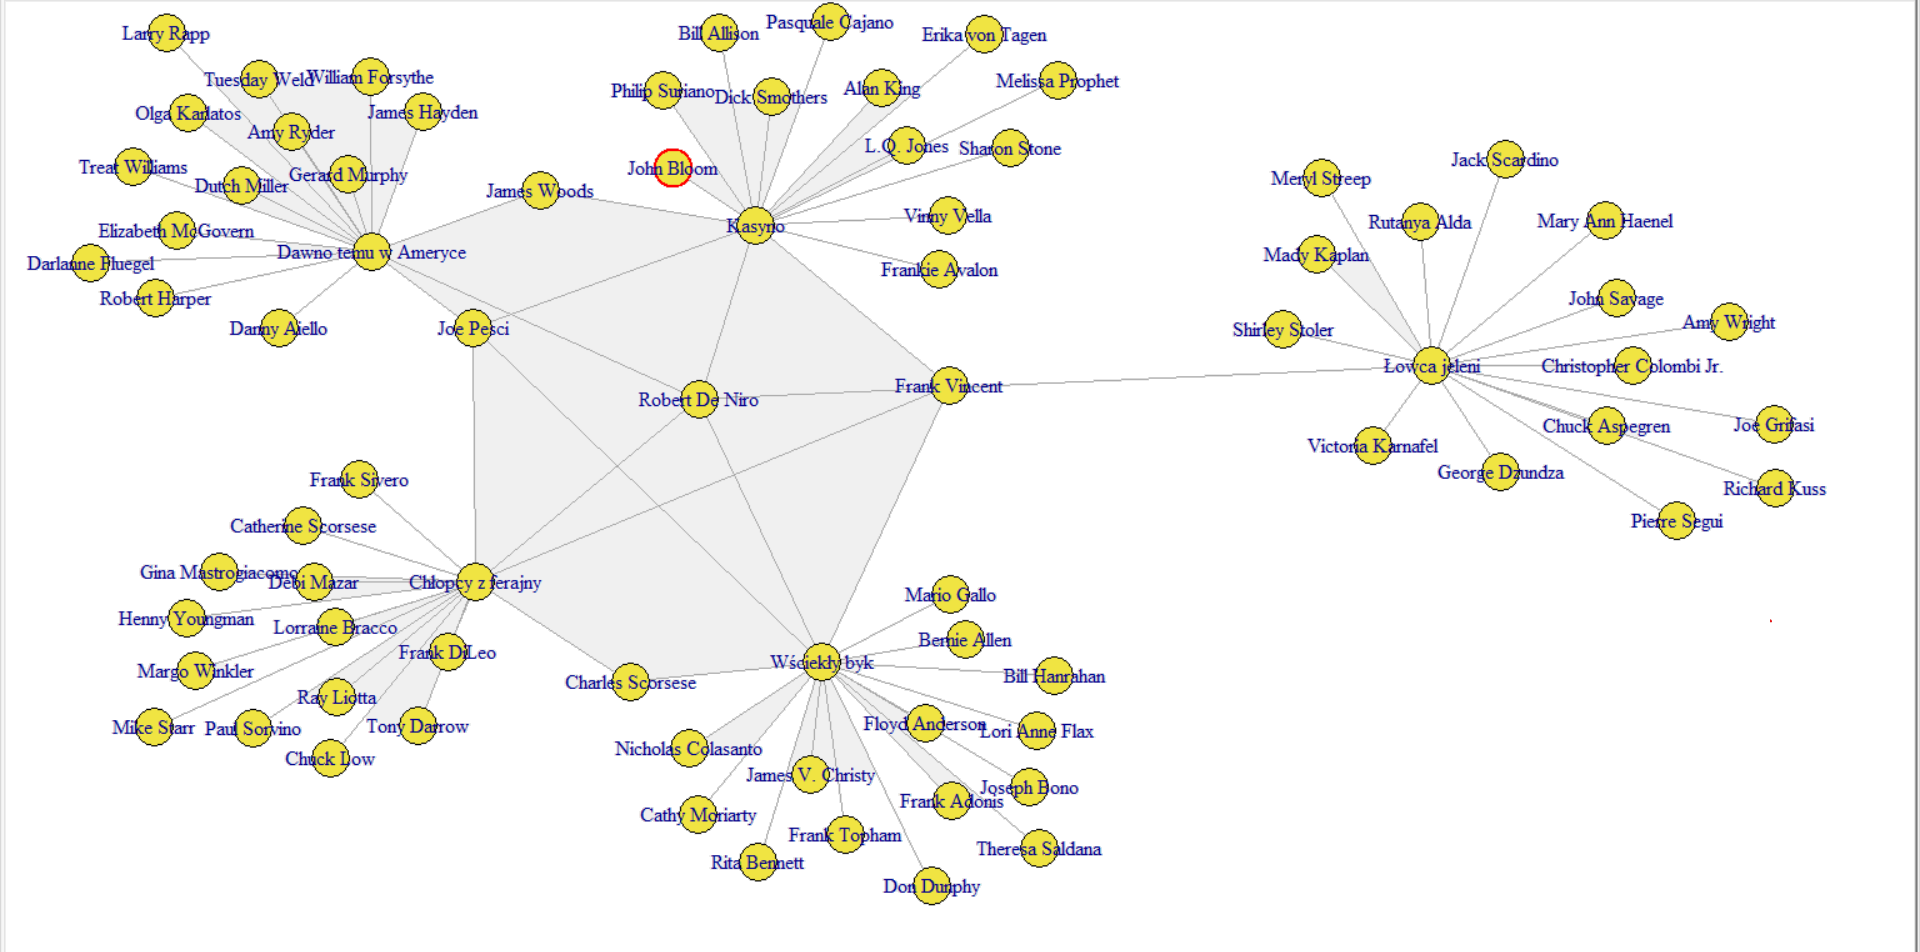 Larry Rapp
Tuesday Weld
William Forsythe
Olga Karlatos
James Hayden
Amy Ryder
Treat Williams
Dutch Miller
Gerard Murphy
James Woods
Elizabeth McGovern
Dawno temu w Ameryce
Darlanne Fluegel
Robert Harper
Danny Aiello
Joe Pesci
Bill Allison
Pasquale Cajano
Erika von Tagen
Philip Suriano
Dick Smothers
Alan King
Melissa Prophet
John Bloom
L.Q. Jones
Sharon Stone
Kasyno
Vinny Vella
Frankie Avalon
Robert De Niro
Frank Vincent
Jack Scardino
Meryl Streep
Rutanya Alda
Mary Ann Haenel
Mady Kaplan
John Savage
Shirley Stoler
Amy Wright
Łowca jeleni
Christopher Colombi Jr.
Chuck Aspegren
Joe Grifasi
Victoria Karnafel
George Dzundza
Richard Kuss
Pierre Segui
Frank Sivero
Catherine Scorsese
Gina Mastrogiacomo
Debi Mazar
Chłopcy z ferajny
Henny Youngman
Lorraine Bracco
Frank DiLeo
Margo Winkler
Ray Liotta
Mike Starr
Paul Sorvino
Tony Darrow
Chuck Low
Charles Scorsese
Wściekły byk
Mario Gallo
Bernie Allen
Bill Hanrahan
Floyd Anderson
Lori Anne Flax
Nicholas Colasanto
James V. Christy
Joseph Bono
Frank Adonis
Cathy Moriarty
Frank Topham
Theresa Saldana
Rita Bennett
Don Dunphy